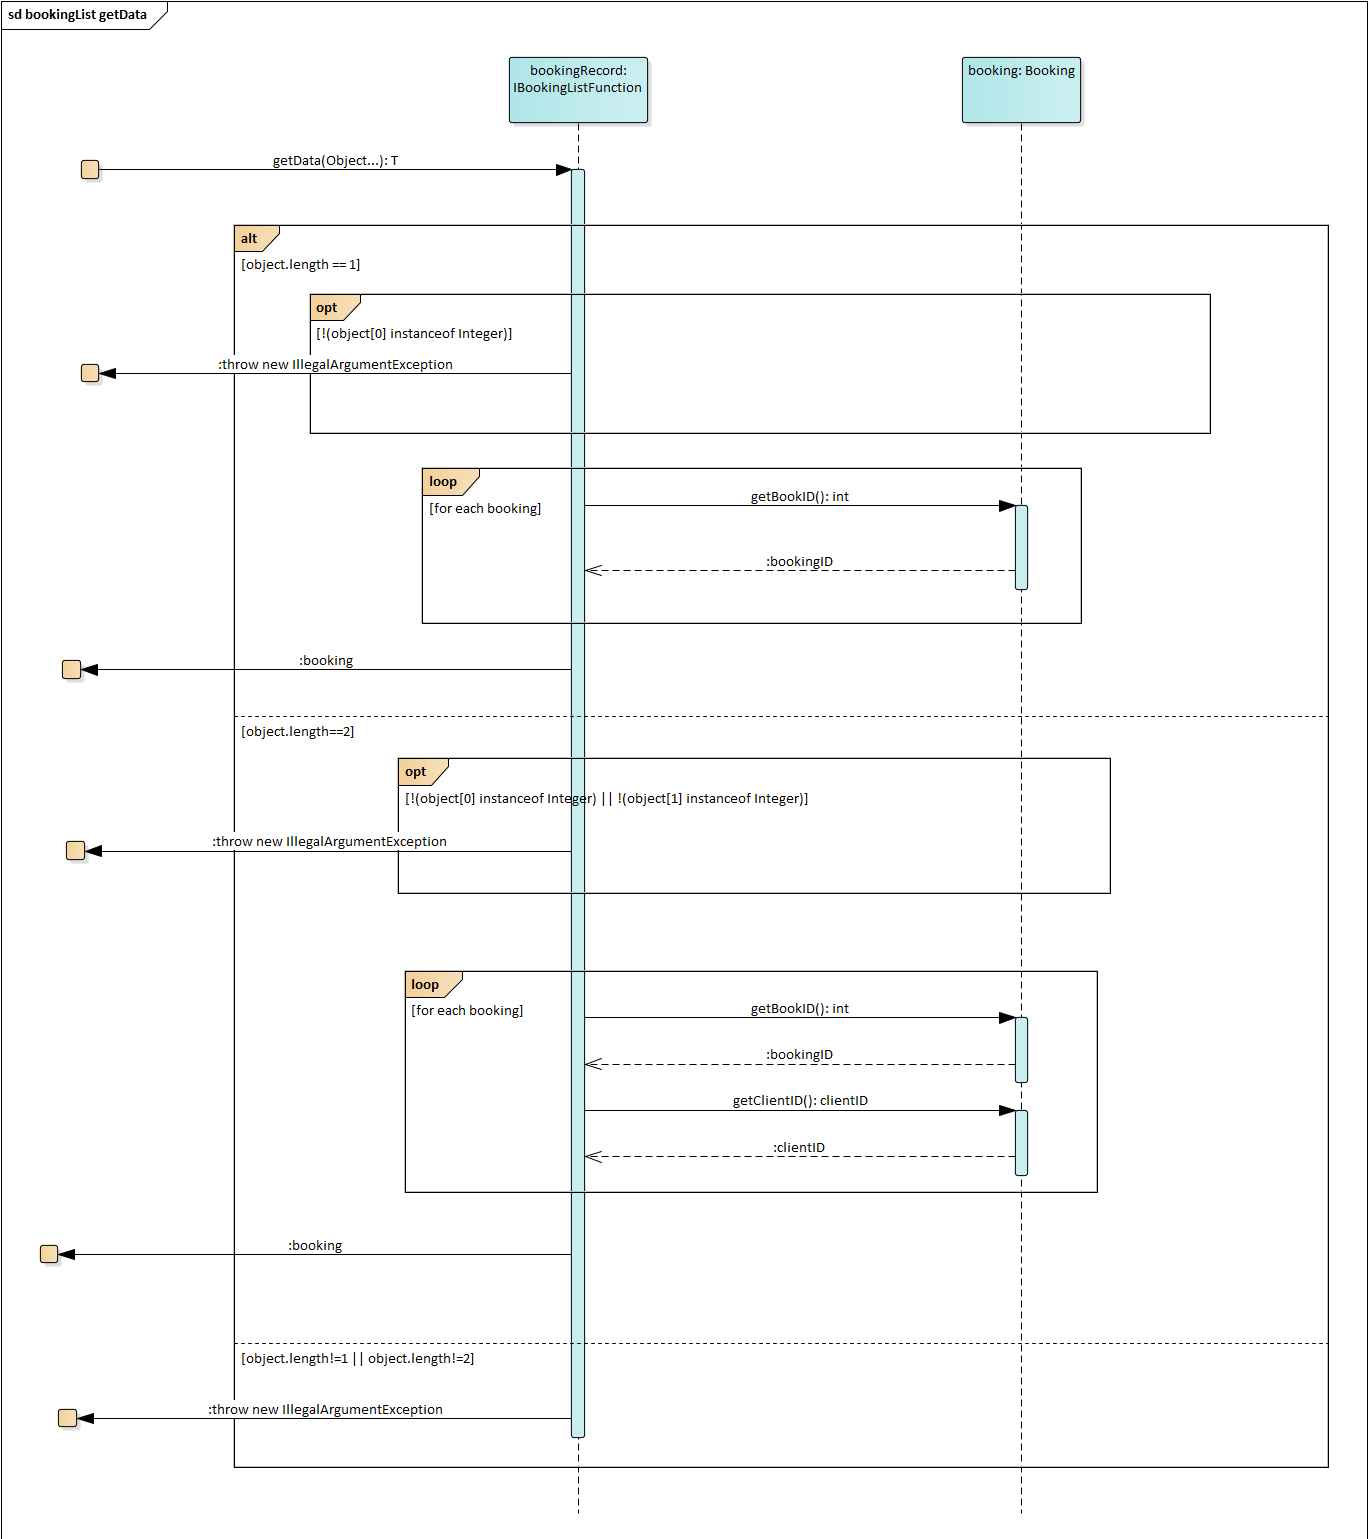 sd bookingList getData
bookingRecord:
IBookingListFunction
booking: Booking
getData(Object...): T
alt
[object.length == 1]
opt
[!(object[0] instanceof Integer)]
:throw new IllegalArgumentException
loop
[for each booking]
getBookID(): int
:bookingID
:booking
[object.length==2]
opt
[!(object[0] instanceof Integer) || !(object[1] instanceof Integer)]
:throw new IllegalArgumentException
loop
[for each booking]
getBookID(): int
:bookingID
getClientID(): clientID
:clientID
:booking
[object.length!=1 || object.length!=2]
:throw new IllegalArgumentException